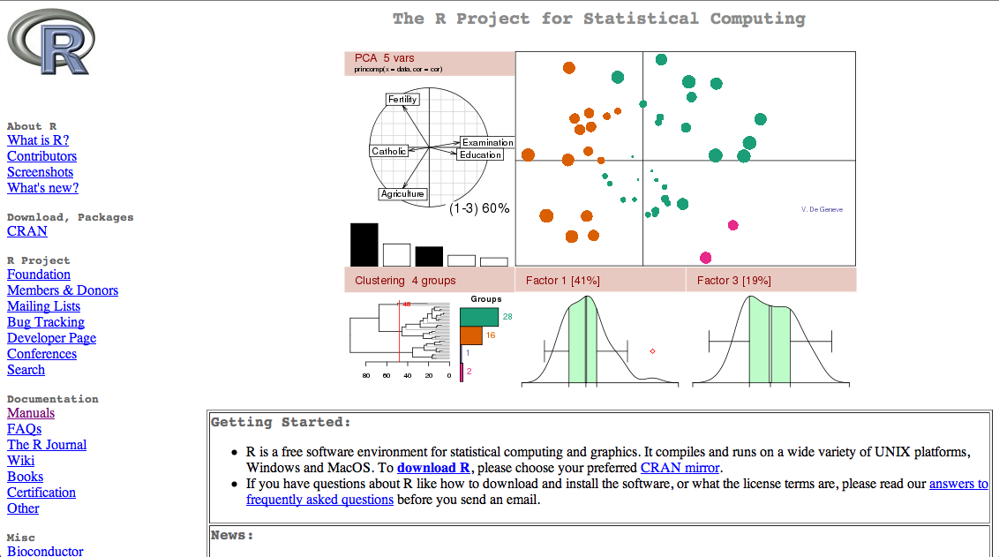 The R Project for Statistical Computing
R
About R
What is R?
Contributors
Screenshots
What's new?
Download, Packages
CRAN
R Project
Foundation
Members & Donors
Mailing Lists
Bug Tracking
Developer Page
Conferences
Search
Documentation
Manuals
FAQs
The R Journal
Wiki
Books
Certification
Other
Misc
Bioconductor
PCA 5 vars
princomp(x = data, cor = cor)
Fertility
Catholic
Examination
Education
Agriculture
(1-3) 60%
V. De Geneve
Clustering 4 groups
Factor 1 [41%]
Factor 3 [19%]
48
Groups
28
16
1
2
80 60 40 20 0
Getting Started:
R is a free software environment for statistical computing and graphics. It compiles and runs on a wide variety of UNIX platforms,
Windows and MacOS. To download R, please choose your preferred CRAN mirror.
If you have questions about R like how to download and install the software, or what the license terms are, please read our answers to
frequently asked questions before you send an email.
News: